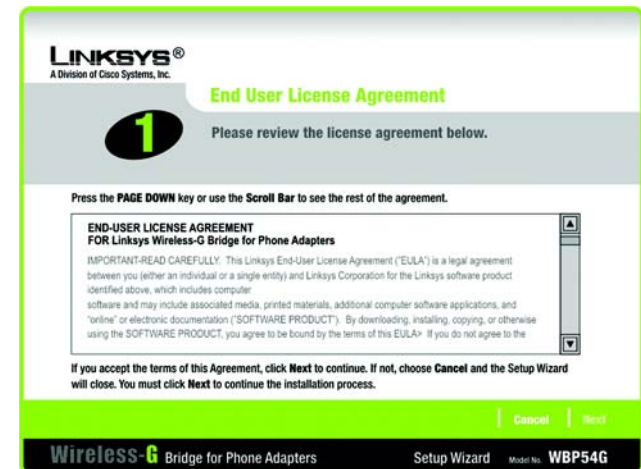 LINKSYS®
A Division of Cisco Systems, Inc.
End User License Agreement
1
Please review the license agreement below.
Press the PAGE DOWN key or use the Scroll Bar to see the rest of the agreement.
END-USER LICENSE AGREEMENT
FOR Linksys Wireless-G Bridge for Phone Adapters
IMPORTANT-READ CAREFULLY: This Linksys End-User License Agreement ("EULA") is a legal agreement
between you (either an individual or a single entity) and Linksys Corporation for the Linksys software product
identified above, which includes computer
software and may include associated media, printed materials, additional computer software applications, and
"online" or electronic documentation ("SOFTWARE PRODUCT"). By downloading, installing, copying, or otherwise
using the SOFTWARE PRODUCT, you agree to be bound by the terms of this EULA> If you do not agree to the
If you accept the terms of this Agreement, click Next to continue. If not, choose Cancel and the Setup Wizard
will close. You must click Next to continue the installation process.
Cancel Next
Wireless-G Bridge for Phone Adapters Setup Wizard Model No. WBP54G